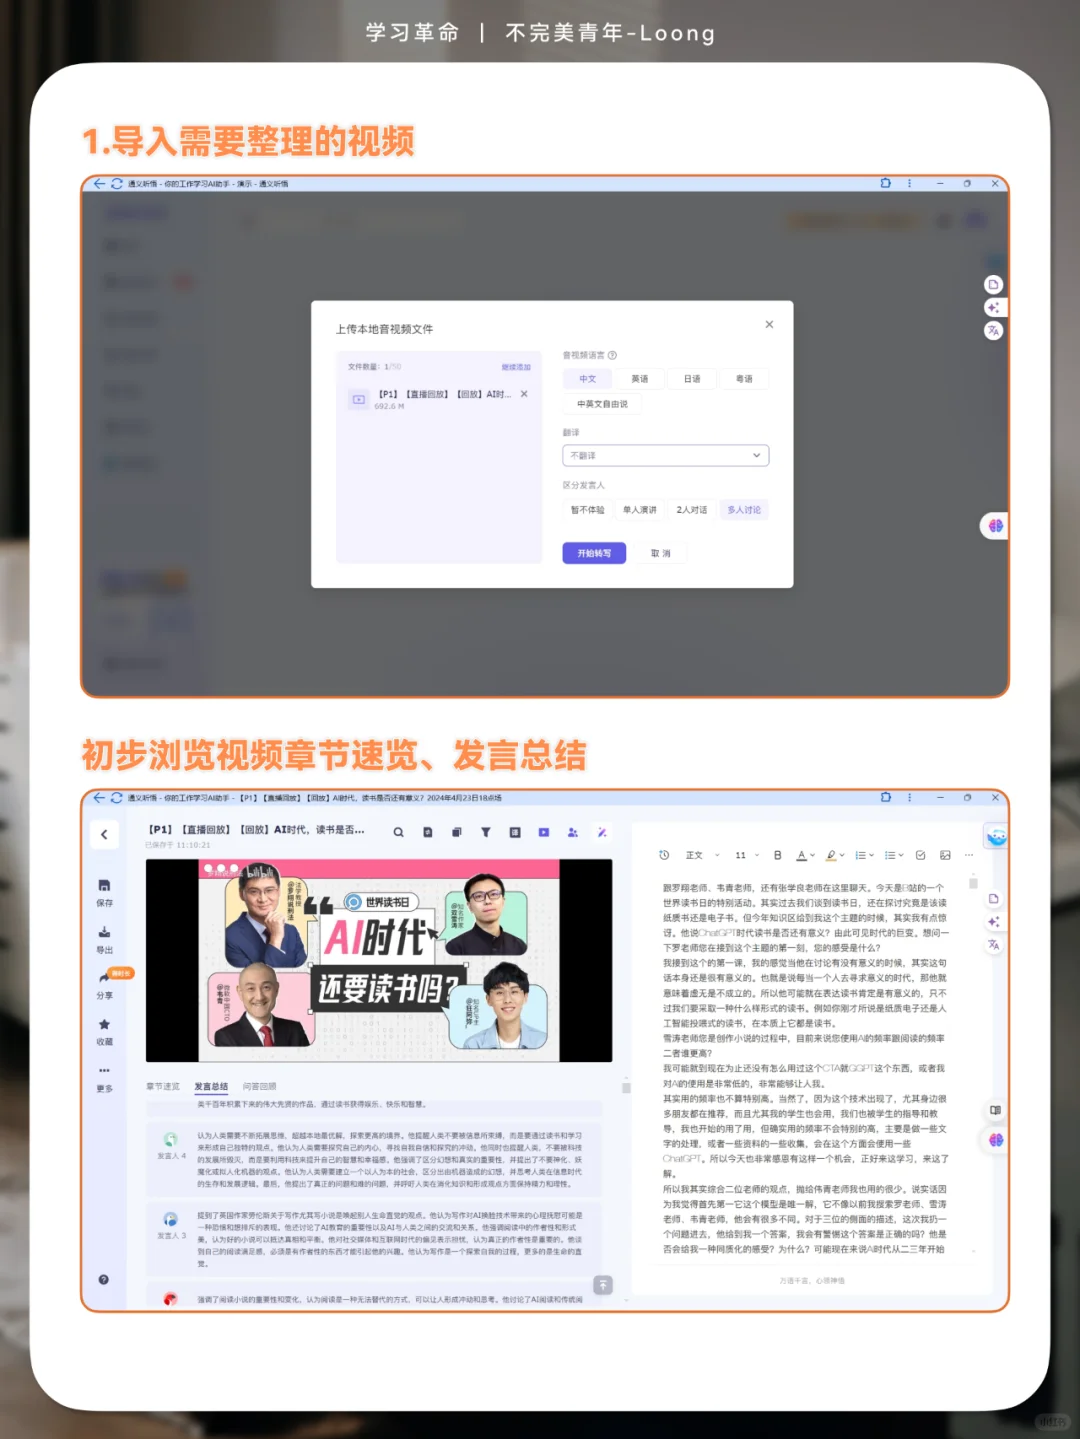 学习革命 | 不完美青年-Loong
1.导入需要整理的视频
通义听悟 - 你的工作学习AI助手 - 演示 - 通义听悟
上传本地音视频文件
文件数量：1/50
继续添加
【P1】【直播回放】【回放】AI时...
692.6 M
音视频语言
中文
英语
日语
粤语
中英文自由说
翻译
不翻译
区分发言人
暂不体验
单人演讲
2人对话
多人讨论
开始转写
取消
初步浏览视频章节速览、发言总结
通义听悟 - 你的工作学习AI助手 - 【P1】【直播回放】【回放】AI时代，读书是否还有意义？2024年4月23日18点场
【P1】【直播回放】【回放】AI时代，读书是否...
已保存于 11:10:21
保存
导出
分享
收藏
更多
bilibili
世界读书日
AI时代
还要读书吗?
法学教授
@罗翔说刑法
章节速览
发言总结
问答回顾
类千百年积累下来的伟大先贤的作品，通过读书获得娱乐、快乐和智慧。
发言人 4
认为人类需要不断拓展思维，超越本地最优解，探索更高的境界。他提醒人不要被信息所束缚，而是要通过读书和学习
来形成自己独特的观点。他认为人类需要探究自己的内心，寻找自我自信和探究的冲动。他同时也提醒人类，不要被科技
的发展所毁灭，而是要利用科技来提升自己的智慧和幸福感。他强调了区分幻想和真实的重要性，并提出了不要神化、妖
魔化或拟人化机器的观点。他认为人类需要建立一个以人为本的社会，区分出由机器造成的幻想，并思考人类在信息时代
的生存和发展逻辑。最后，他提出了真正的问题和难的问题，并呼吁人类在消化知识和形成观点方面保持精力和理性。
发言人 3
提到了英国作家劳伦斯关于写作尤其写小说是唤起别人生命直觉的观点。他认为写作对AI换脸技术带来的心理抚慰可能是
一种恐惧和愿排斥的表现。他还讨论了AI教育的重要性以及AI与人类之间的交流和关系。他强调阅读中的作者性和形式
美，认为好的小说可以抵达真相和平衡。他对社交媒体和互联网时代的偏见表示担忧，认为真正的作者性是重要的。他谈
到自己的阅读满足感，必须是有作者性的东西才能引起他的兴趣。他认为写作是一个探索自我的过程，更多的是生命的直
觉。
强调了阅读小说的重要性和变化，认为阅读是一种无法替代的方式，可以让人形成冲动和思考。他讨论了AI阅读和传统阅
正文
11
跟罗翔老师、韦青老师，还有张学良老师在这里聊天。今天是B站的一个
世界读书日的特别活动。其实过去我们谈到读书日，还在探讨究竟是该读
纸质书还是电子书。但今年知识区给到我这个主题的时候，其实我有点惊
讶。他说ChatGPT时代读书是否还有意义？由此可见时代的巨变。想问一
下罗老师您在接到这个主题的第一刻，您的感受是什么？
我接到这个的第一课，我的感觉当他在讨论有没有意义的时候，其实这句
话本身还是很有意义的。也就是说每当一个人去寻求意义的时代，那他就
意味着虚无是不成立的。所以他可能就在表达读书肯定是有意义的，只不
过我们要采取一种什么样形式的读书。例如你刚才所说是纸质电子还是人
工智能投喂式的读书，在本质上它都是读书。
雪涛老师您是创作小说的过程中，目前来说您使用AI的频率跟阅读的频率
二者谁更高？
我可能就到现在为止还没有怎么用过这个CTA就GGPT这个东西，或者我
对AI的使用是非常低的，非常能够让人我。
其实用的频率也不算特别高。当然了，因为这个技术出现了，尤其身边很
多朋友都在推荐，而且尤其我的学生也会用，我们也被学生的指导和教
导，我也开始的用了用，但确实用的频率不会特别的高，主要是做一些文
字的处理，或者一些资料的一些收集，会在这个方面会使用一些
ChatGPT。所以今天也非常感恩有这样一个机会，正好来这学习，来这了
解。
所以我其实综合二位老师的观点，抛给伟青老师我也用的很少。说实话因
为我觉得首先第一它这个模型是唯一解，它不像以前我搜索罗老师、雪涛
老师、韦青老师，他会有很多不同。对于三位的侧面的描述，这次我扔一
个问题进去，他给到我一个答案，我会有警惕这个答案是正确的吗？他是
否会给我一种同质化的感受？为什么？可能现在来说AI时代从二三年开始
万语千言，心领神悟
小红书